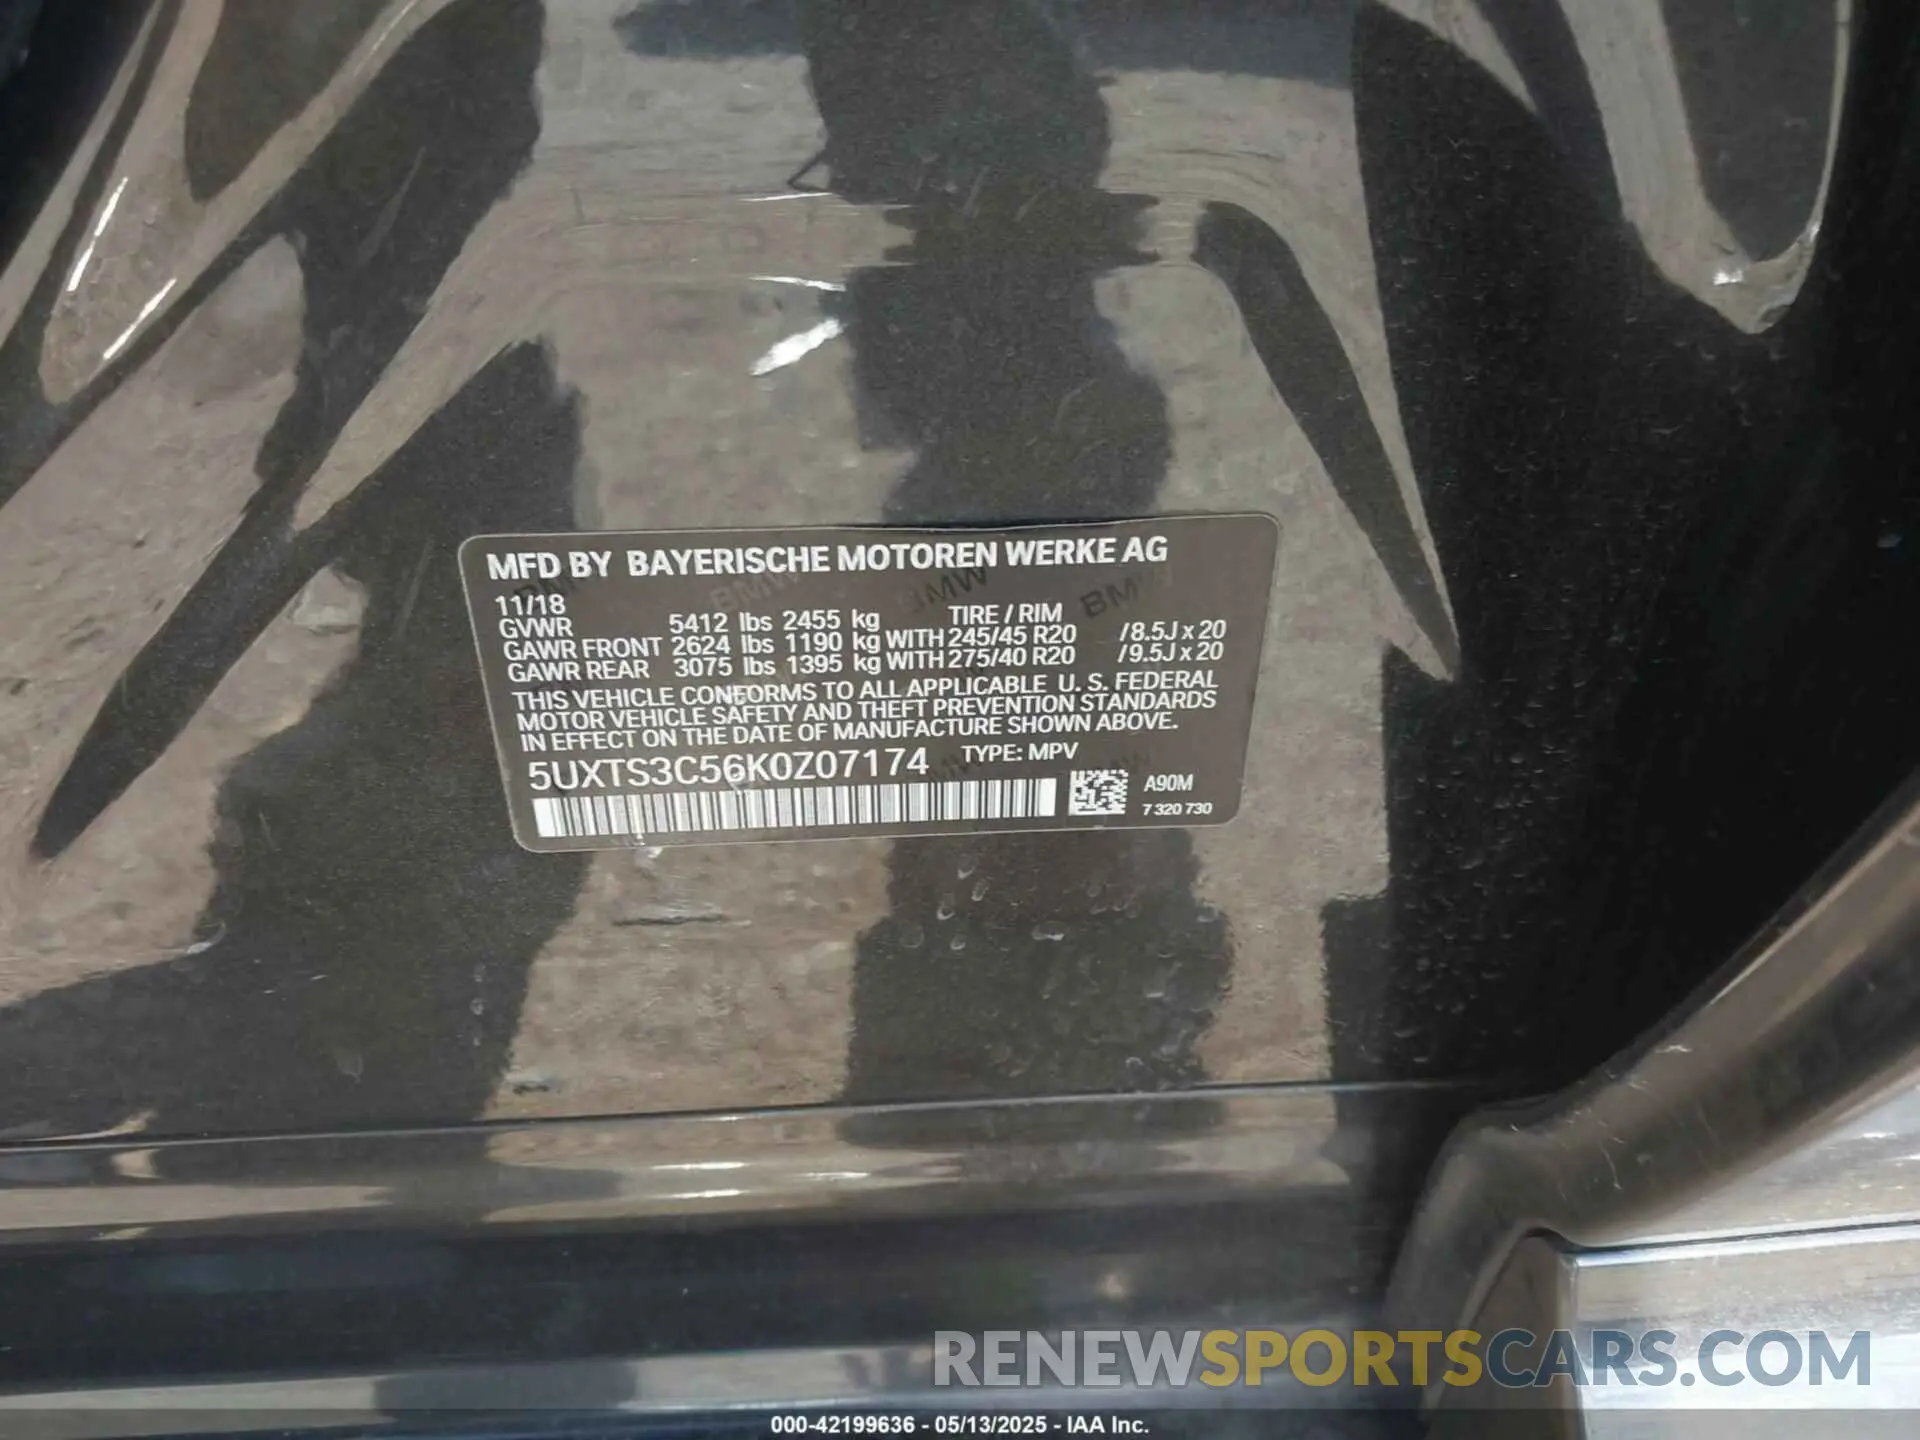 MFD BY BAYERISCHE MOTOREN WERKE AG
11/18
GVWR 5412 lbs 2455 kg TIRE / RIM
GAWR FRONT 2624 lbs 1190 kg WITH 245/45 R20 /8.5J x 20
GAWR REAR 3075 lbs 1395 kg WITH 275/40 R20 /9.5J x 20
THIS VEHICLE CONFORMS TO ALL APPLICABLE U. S. FEDERAL
MOTOR VEHICLE SAFETY AND THEFT PREVENTION STANDARDS
IN EFFECT ON THE DATE OF MANUFACTURE SHOWN ABOVE.
5UXTS3C56K0Z07174 TYPE: MPV
A90M
7 320 730
RENEWSPORTSCARS.COM
000-42199636 - 05/13/2025 - IAA Inc.